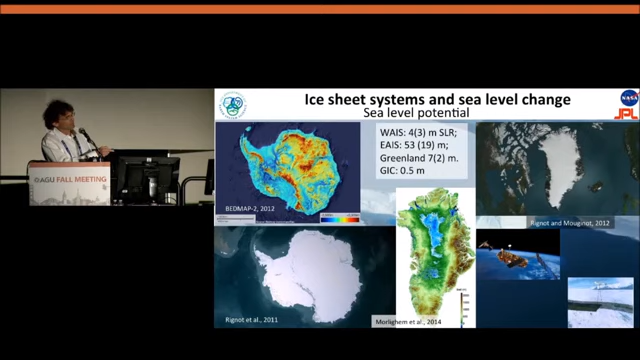 Ice sheet systems and sea level change
Sea level potential
NASA
JPL
WAIS: 4(3) m SLR;
EAIS: 53 (19) m;
Greenland 7(2) m.
GIC: 0.5 m
BEDMAP-2, 2012
Rignot and Mouginot, 2012
Rignot et al., 2011
Morlighem et al., 2014
@AGU FALL MEETING